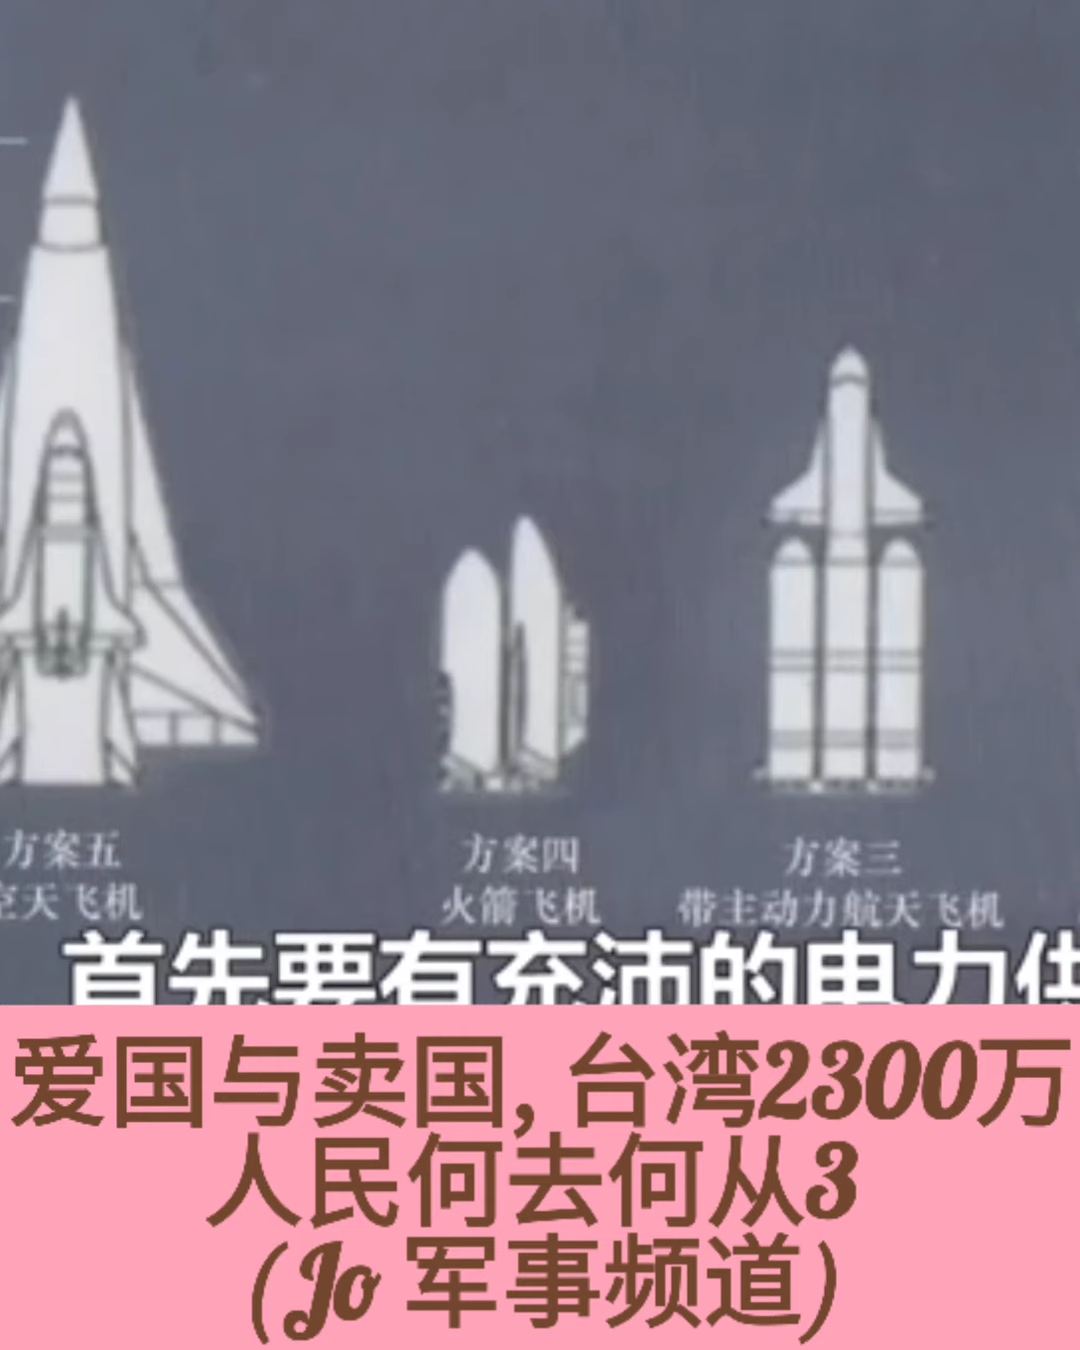 方案五
空天飞机
方案四
火箭飞机
方案三
带主动力航天飞机
首先要有充沛的电力供
爱国与卖国,台湾2300万
人民何去何从3
(Jo 军事频道)